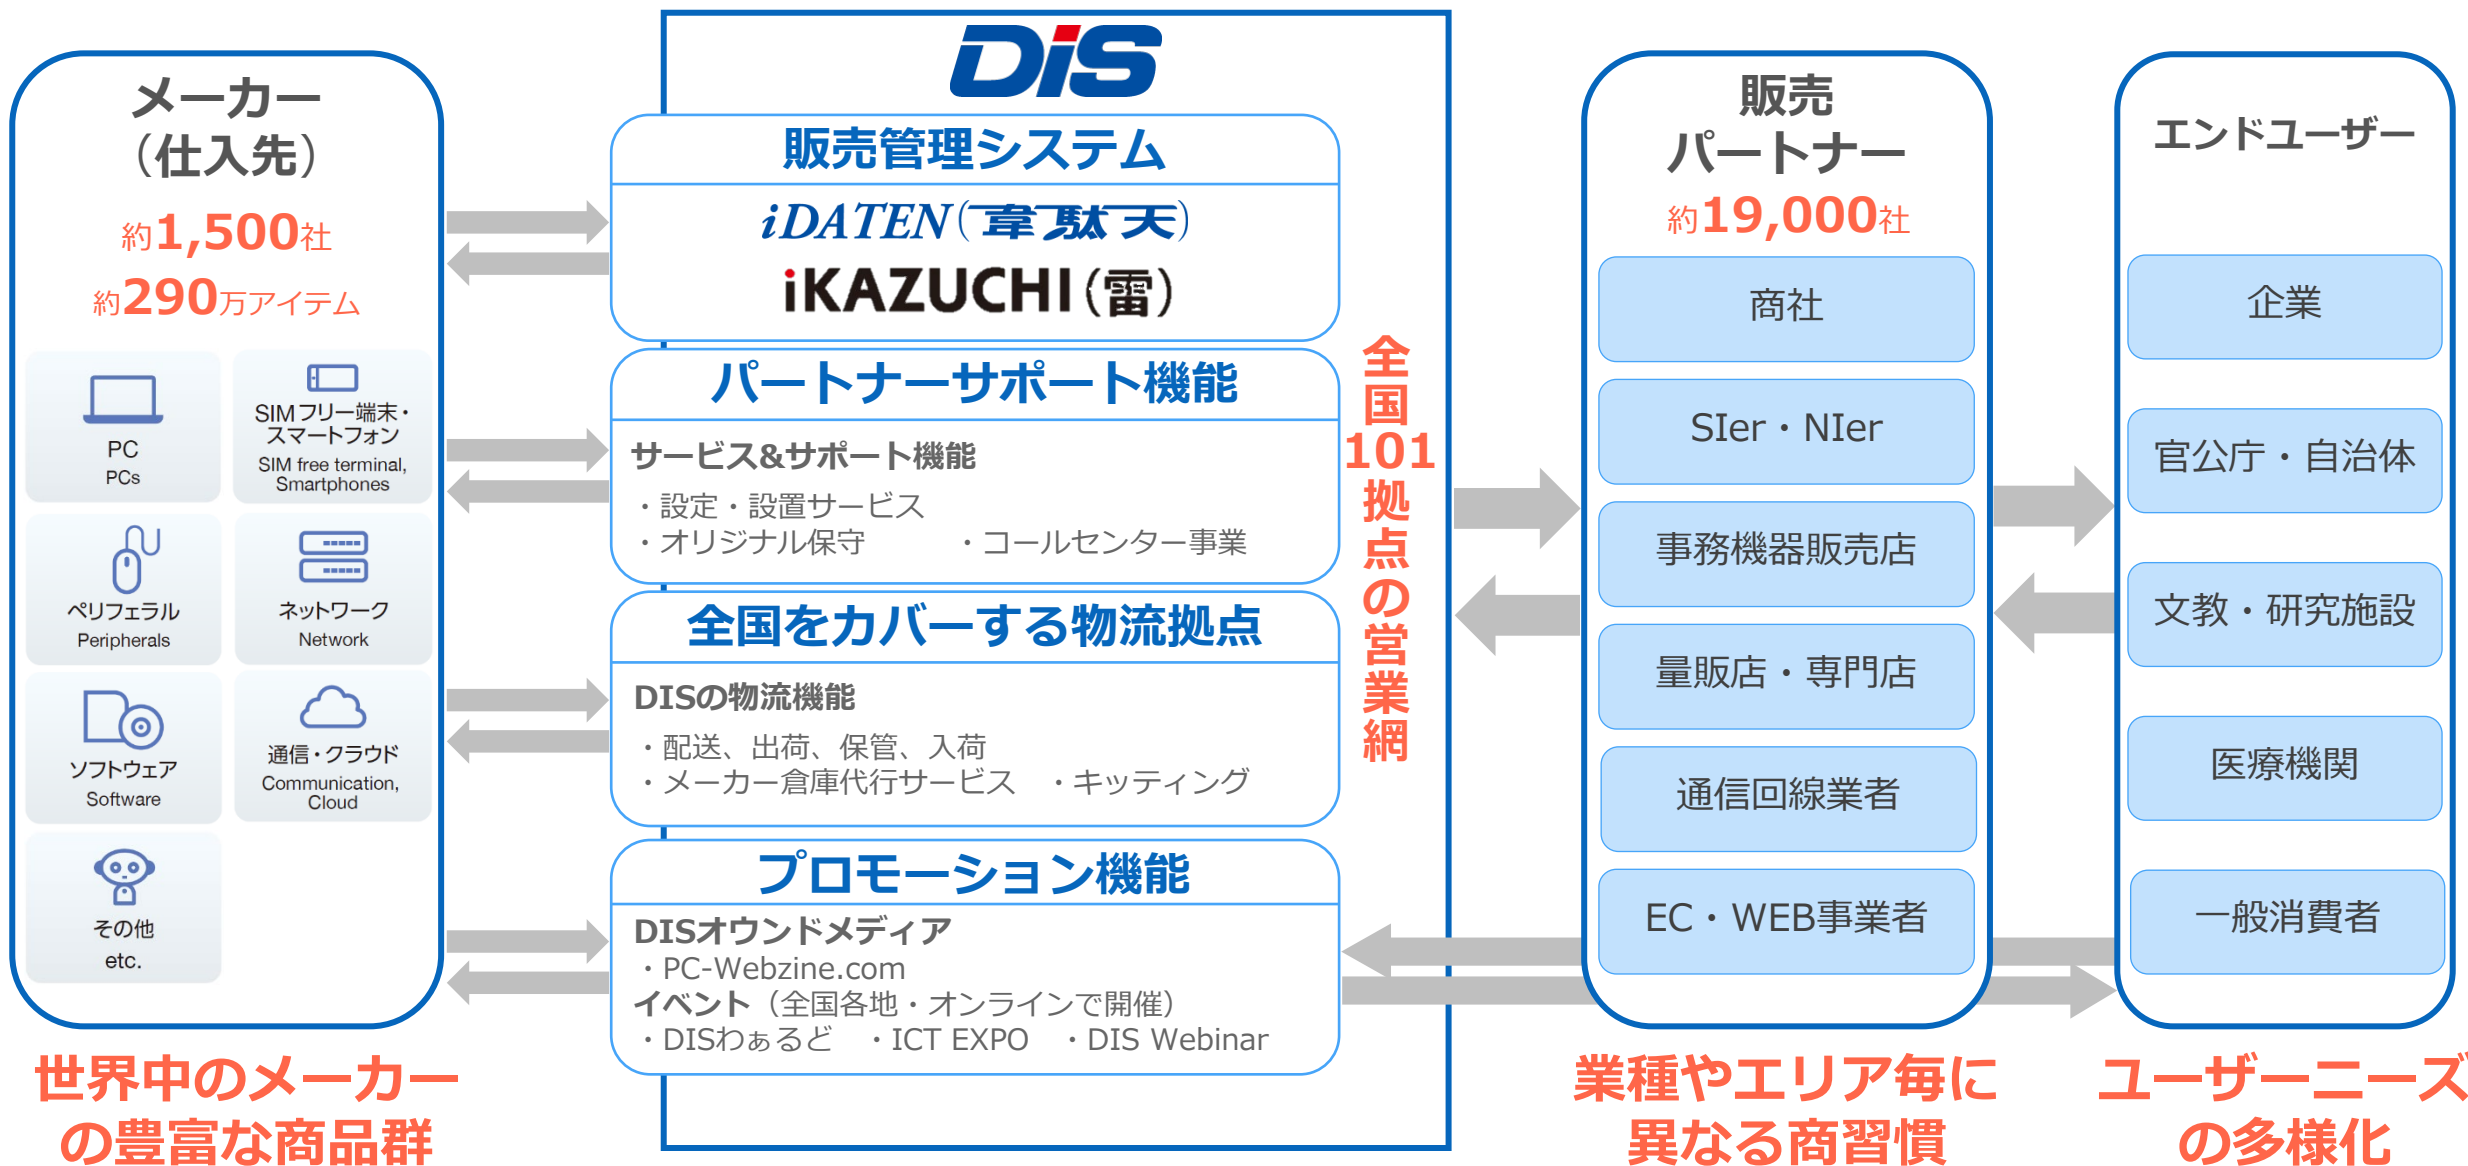 メーカー
（仕入先）
約1,500社
約290万アイテム
PC
PCs
SIMフリー端末・
スマートフォン
SIM free terminal,
Smartphones
ペリフェラル
Peripherals
ネットワーク
Network
ソフトウェア
Software
通信・クラウド
Communication,
Cloud
その他
etc.
世界中のメーカー
の豊富な商品群
DiS
販売管理システム
iDATEN（韋駄天）
iKAZUCHI（雷）
パートナーサポート機能
サービス&サポート機能
・設定・設置サービス
・オリジナル保守　・コールセンター事業
全国をカバーする物流拠点
DISの物流機能
・配送、出荷、保管、入荷
・メーカー倉庫代行サービス　・キッティング
プロモーション機能
DISオウンドメディア
・PC-Webzine.com
イベント（全国各地・オンラインで開催）
・DISわぁるど　・ICT EXPO　・DIS Webinar
全国101拠点の営業網
販売
パートナー
約19,000社
商社
SIer・NIer
事務機器販売店
量販店・専門店
通信回線業者
EC・WEB事業者
業種やエリア毎に
異なる商習慣
エンドユーザー
企業
官公庁・自治体
文教・研究施設
医療機関
一般消費者
ユーザーニーズ
の多様化